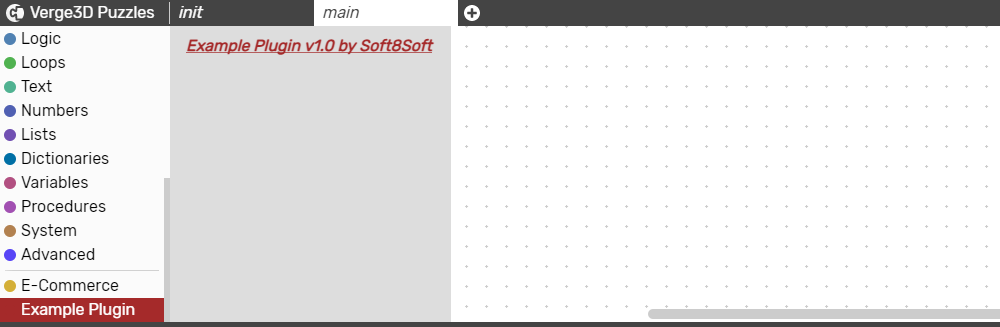 Verge3D Puzzles
init
main
Example Plugin v1.0 by Soft8Soft
Logic
Loops
Text
Numbers
Lists
Dictionaries
Variables
Procedures
System
Advanced
E-Commerce
Example Plugin